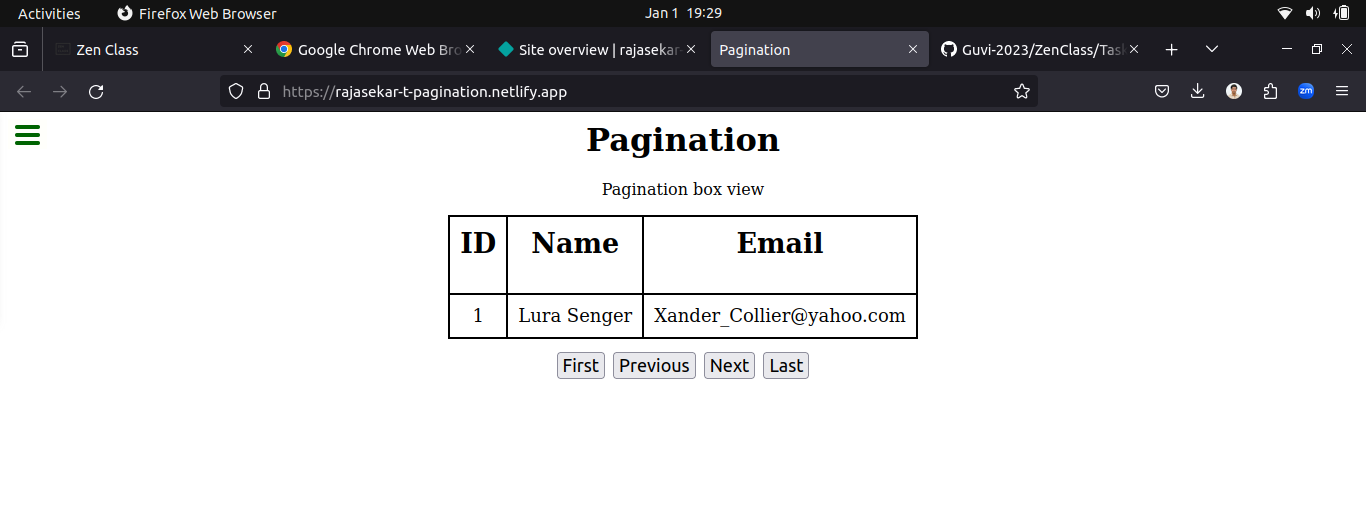 Activities Firefox Web Browser Jan 1 19:29
Zen Class Google Chrome Web Bro Site overview | rajasekar- Pagination Guvi-2023/ZenClass/Task
https://rajasekar-t-pagination.netlify.app zm
Pagination
Pagination box view
ID Name Email
1 Lura Senger Xander_Collier@yahoo.com
First Previous Next Last